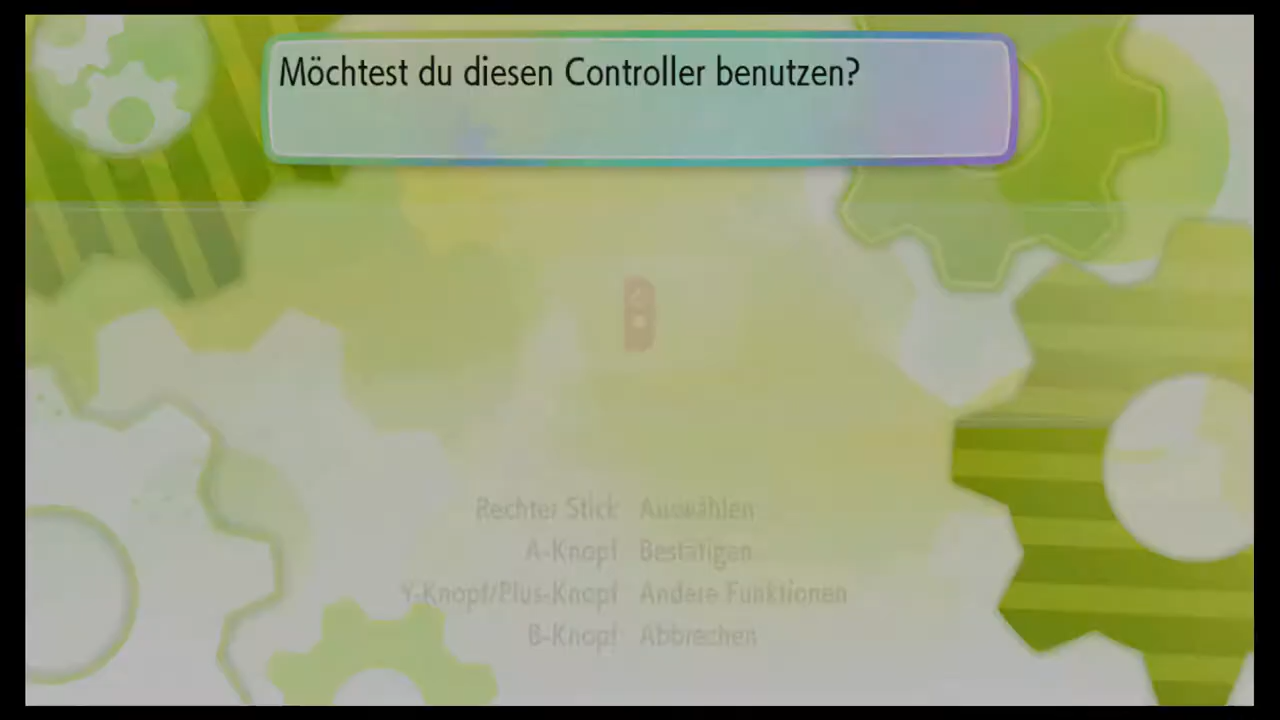 Möchtest du diesen Controller benutzen?
Rechter Stick Auswählen
A-Knopf Bestätigen
Y-Knopf/Plus-Knopf Andere Funktionen
B-Knopf Abbrechen